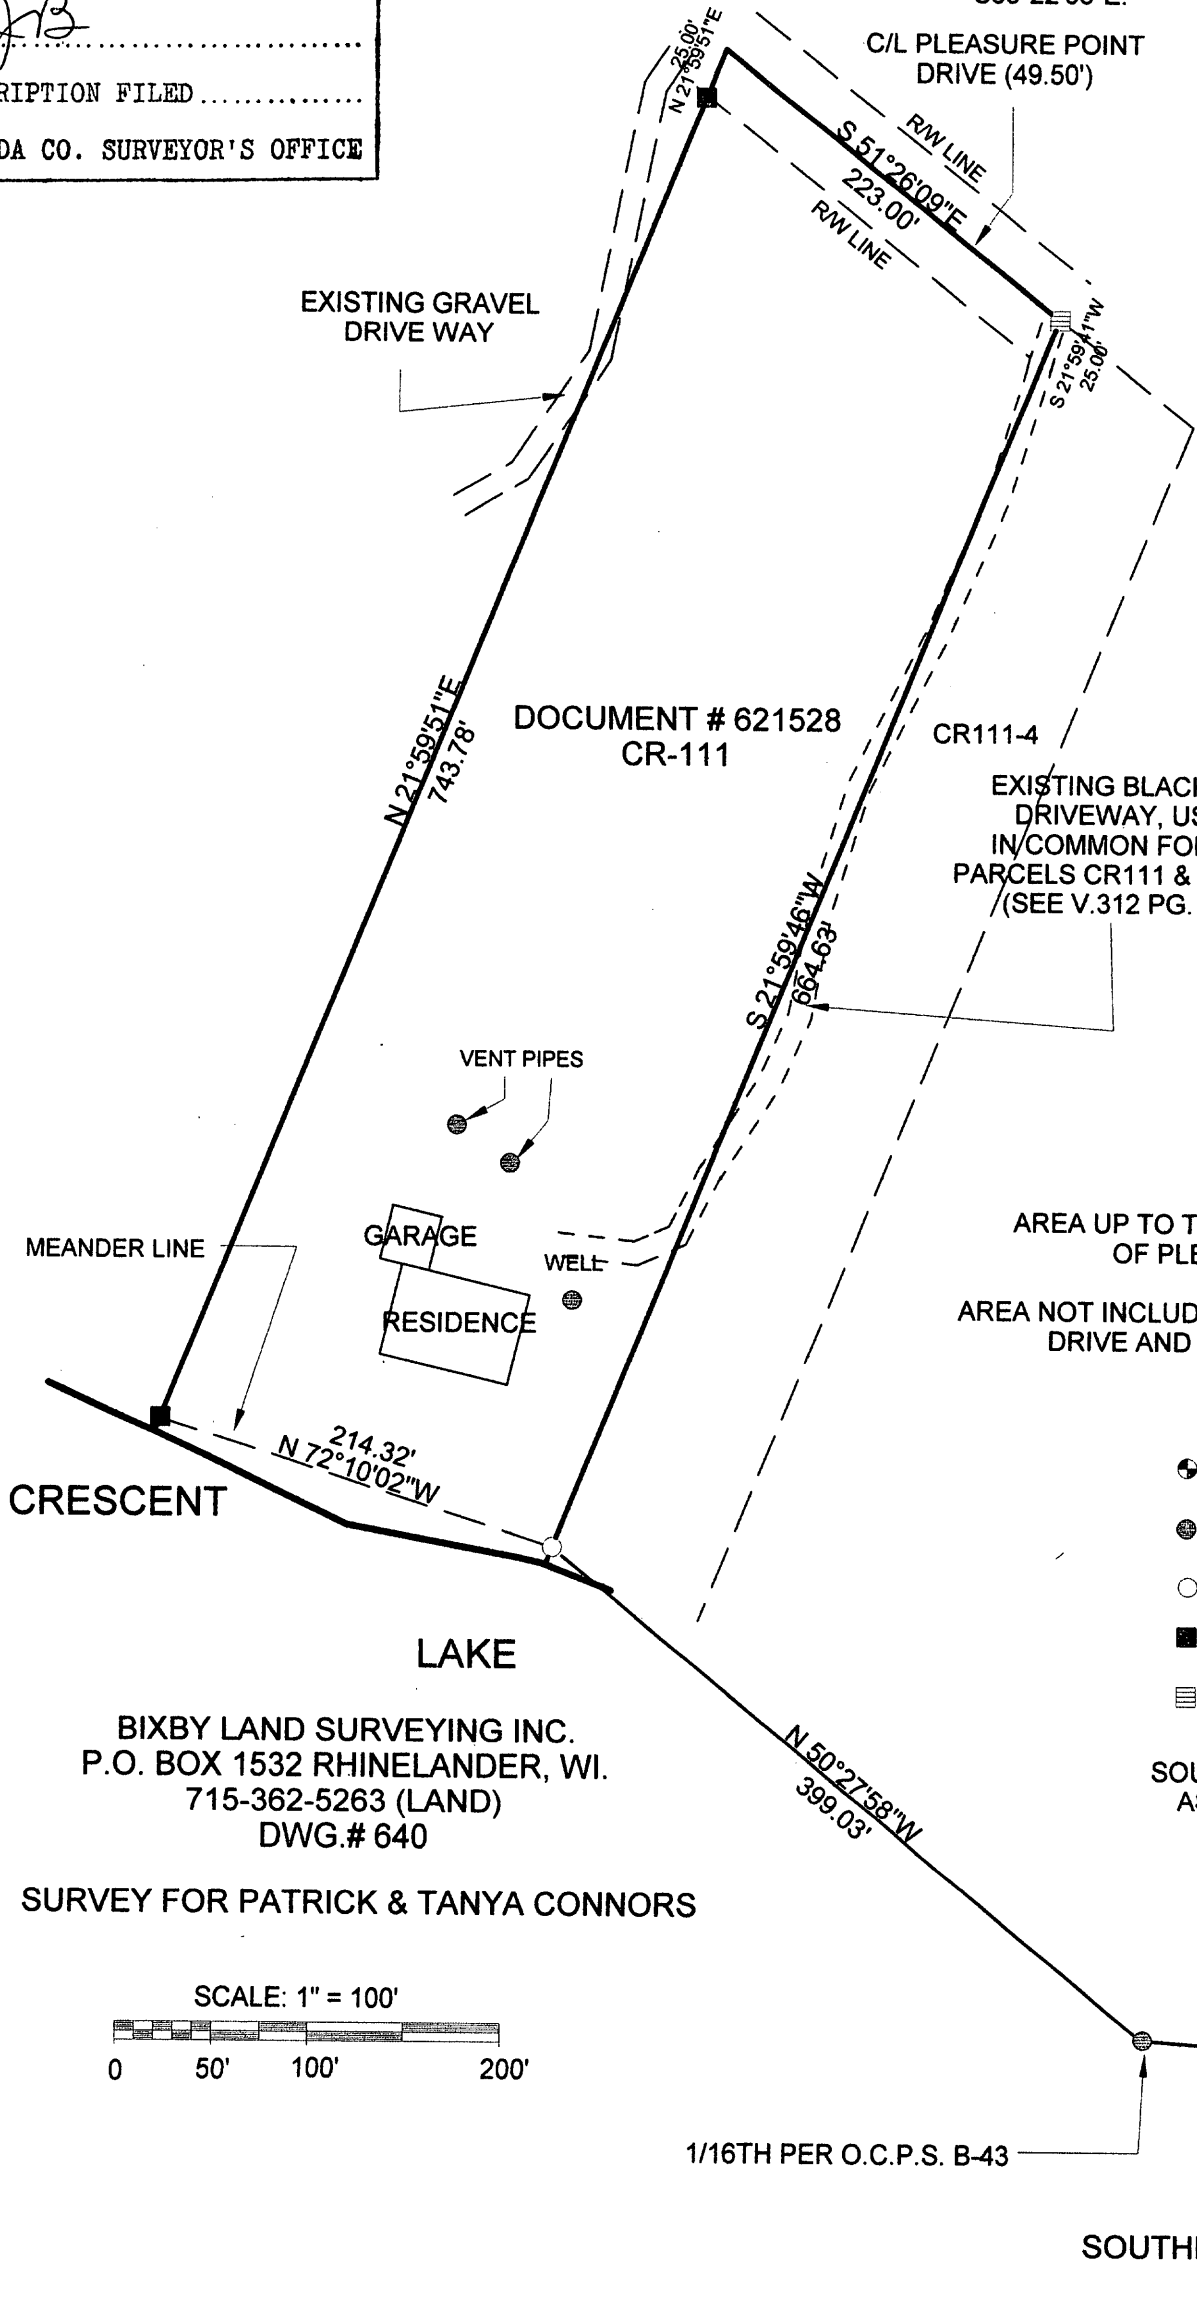 RIPTION FILED
DA CO. SURVEYOR'S OFFICE
C/L PLEASURE POINT
DRIVE (49.50')
25.00'
N 21°59'51"E
R/W LINE
S 51°26'09"E
223.00'
R/W LINE
S 21°59'41"W
25.00'
EXISTING GRAVEL
DRIVE WAY
N 21°59'51"E
743.78'
DOCUMENT # 621528
CR-111
CR111-4
EXISTING BLAC
DRIVEWAY, US
IN COMMON FO
PARCELS CR111 &
(SEE V.312 PG.
S 21°59'46"W
664.63'
VENT PIPES
GARAGE
WELL
RESIDENCE
MEANDER LINE
AREA UP TO T
OF PLE
AREA NOT INCLUD
DRIVE AND
214.32'
N 72°10'02"W
CRESCENT
LAKE
BIXBY LAND SURVEYING INC.
P.O. BOX 1532 RHINELANDER, WI.
715-362-5263 (LAND)
DWG.# 640
SURVEY FOR PATRICK & TANYA CONNORS
N 50°27'58"W
399.03'
SOU
SCALE: 1" = 100'
0 50' 100' 200'
1/16TH PER O.C.P.S. B-43
SOUTH